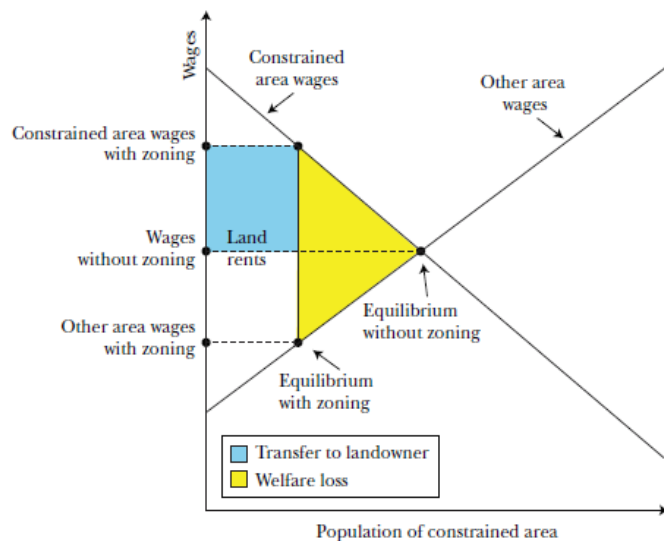 Wages
Constrained
area wages
Other area
wages
Constrained area wages
with zoning
Wages
without zoning
Land
rents
Other area wages
with zoning
Equilibrium
without zoning
Equilibrium
with zoning
Transfer to landowner
Welfare loss
Population of constrained area